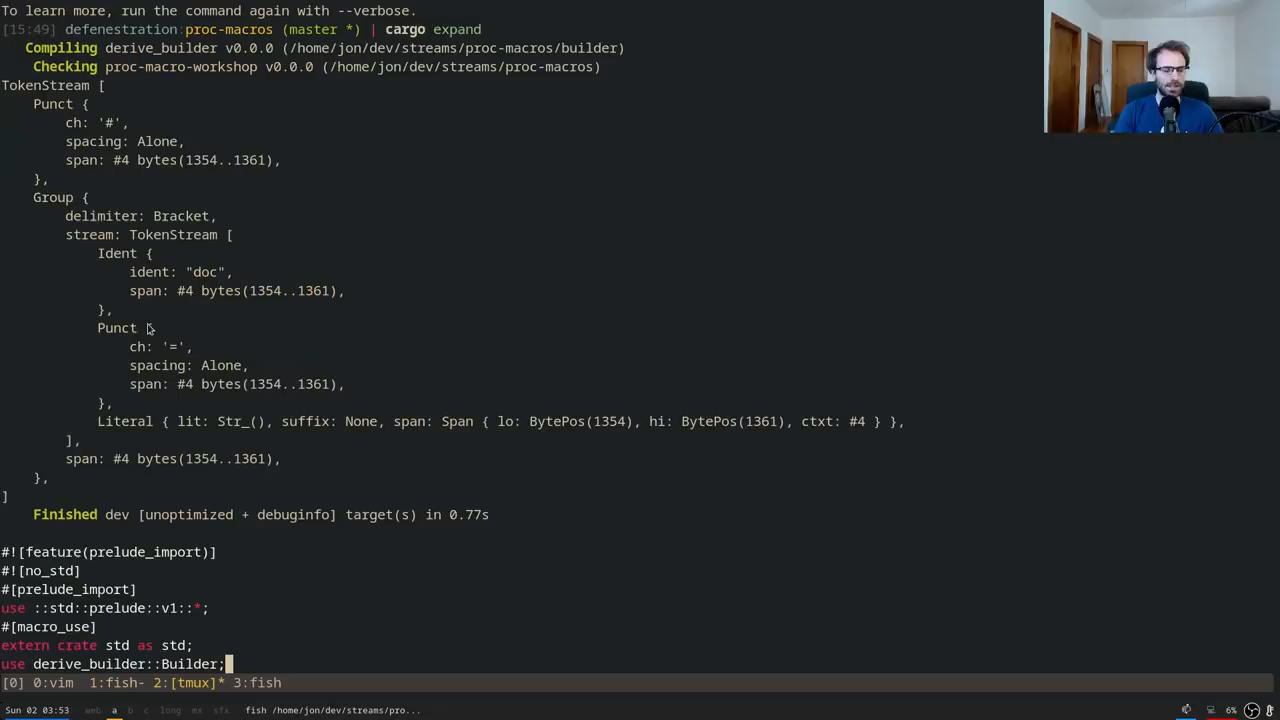 To learn more, run the command again with --verbose.
[15:49] defenestration:proc-macros (master *) | cargo expand
   Compiling derive_builder v0.0.0 (/home/jon/dev/streams/proc-macros/builder)
    Checking proc-macro-workshop v0.0.0 (/home/jon/dev/streams/proc-macros)
TokenStream [
    Punct {
        ch: '#',
        spacing: Alone,
        span: #4 bytes(1354..1361),
    },
    Group {
        delimiter: Bracket,
        stream: TokenStream [
            Ident {
                ident: "doc",
                span: #4 bytes(1354..1361),
            },
            Punct {
                ch: '=',
                spacing: Alone,
                span: #4 bytes(1354..1361),
            },
            Literal { lit: Str_(), suffix: None, span: Span { lo: BytePos(1354), hi: BytePos(1361), ctxt: #4 } },
        ],
        span: #4 bytes(1354..1361),
    },
]
    Finished dev [unoptimized + debuginfo] target(s) in 0.77s
#![feature(prelude_import)]
#![no_std]
#[prelude_import]
use ::std::prelude::v1::*;
#[macro_use]
extern crate std as std;
use derive_builder::Builder;
[0] 0:vim  1:fish- 2:[tmux]* 3:fish
Sun 02 03:53 web a b c long mx sfx fish /home/jon/dev/streams/pro... 6%